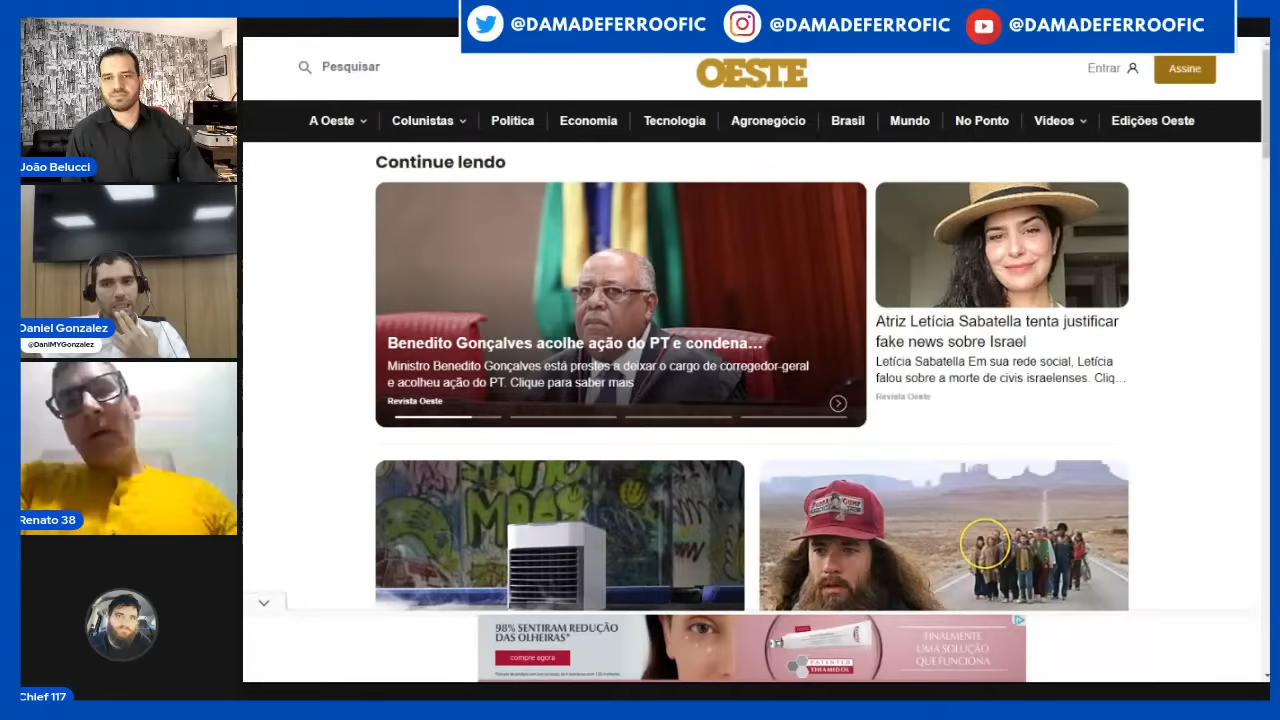 @DAMADEFERROOFIC
@DAMADEFERROFIC
@DAMADEFERROOFIC
Pesquisar
OESTE
Entrar
Assine
A Oeste
Colunistas
Política
Economia
Tecnologia
Agronegócio
Brasil
Mundo
No Ponto
Vídeos
Edições Oeste
Continue lendo
Benedito Gonçalves acolhe ação do PT e condena...
Ministro Benedito Gonçalves está prestes a deixar o cargo de corregedor-geral
e acolheu ação do PT. Clique para saber mais
Revista Oeste
Atriz Letícia Sabatella tenta justificar
fake news sobre Israel
Letícia Sabatella Em sua rede social, Letícia
falou sobre a morte de civis israelenses. Cliq...
Revista Oeste
João Belucci
Daniel Gonzalez
@DaniMYGonzalez
Renato 38
Chief 117
98% SENTIRAM REDUÇÃO
DAS OLHEIRAS*
compre agora
PATENTED
THIAMIDOL
FINALMENTE
UMA SOLUÇÃO
QUE FUNCIONA